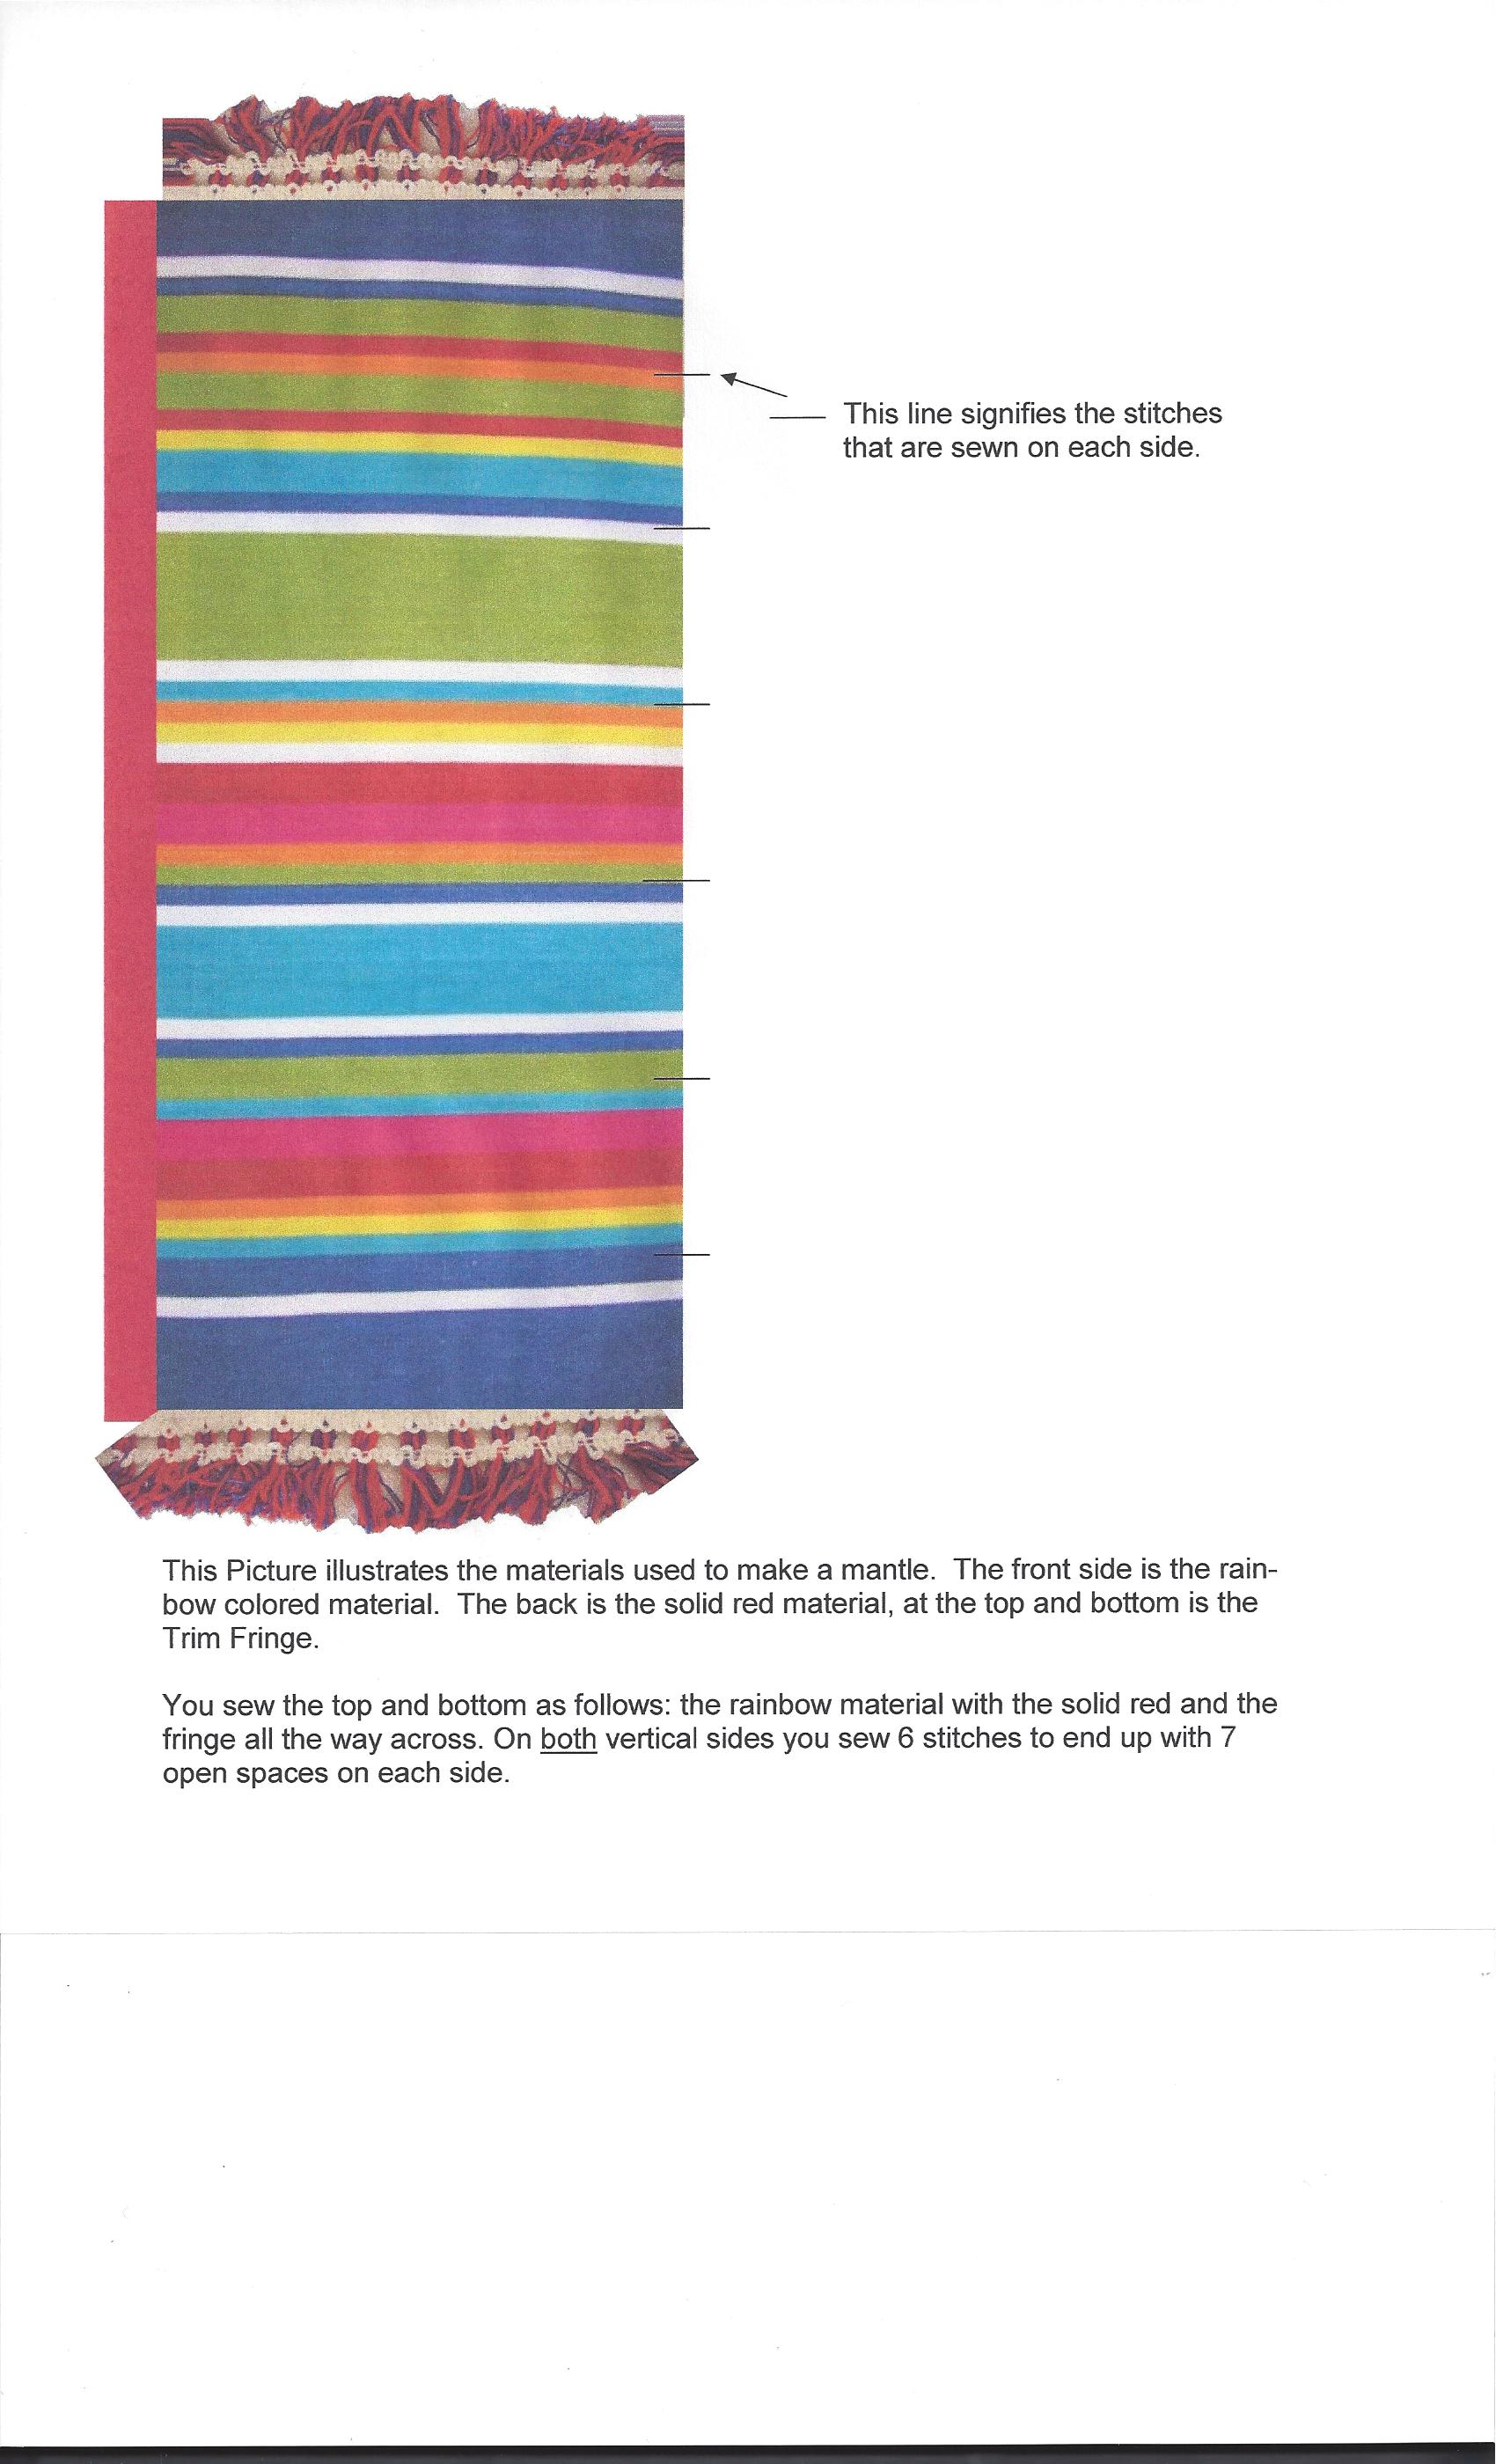 This line signifies the stitches
that are sewn on each side.
This Picture illustrates the materials used to make a mantle.  The front side is the rain-
bow colored material.  The back is the solid red material, at the top and bottom is the
Trim Fringe.
You sew the top and bottom as follows: the rainbow material with the solid red and the
fringe all the way across. On both vertical sides you sew 6 stitches to end up with 7
open spaces on each side.